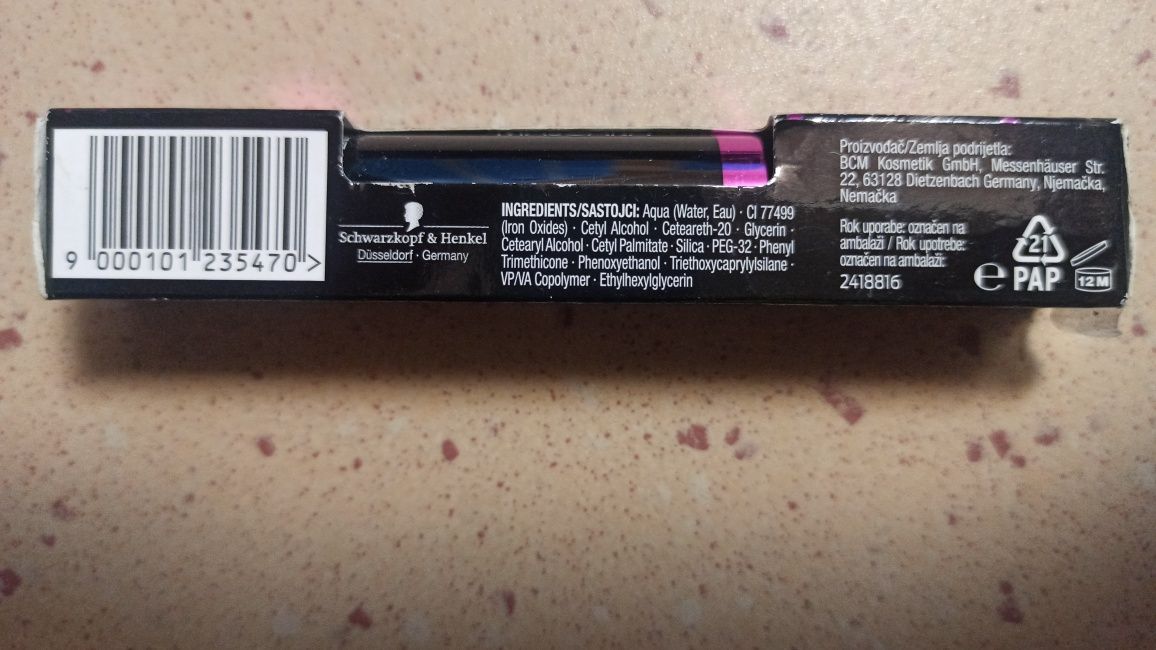 9 000101 235470 >
Schwarzkopf & Henkel
Düsseldorf · Germany
INGREDIENTS/SASTOJCI: Aqua (Water, Eau) · CI 77499
(Iron Oxides) · Cetyl Alcohol · Ceteareth-20 · Glycerin ·
Cetearyl Alcohol · Cetyl Palmitate · Silica · PEG-32 · Phenyl
Trimethicone · Phenoxyethanol · Triethoxycaprylylsilane ·
VP/VA Copolymer · Ethylhexylglycerin
Proizvođač/Zemlja podrijetla:
BCM Kosmetik GmbH, Messenhäuser Str.
22, 63128 Dietzenbach Germany, Njemačka,
Nemačka
Rok uporabe: označen na
ambalaži / Rok upotrebe:
označen na ambalaži:
2418816
℮
21
PAP
12 M